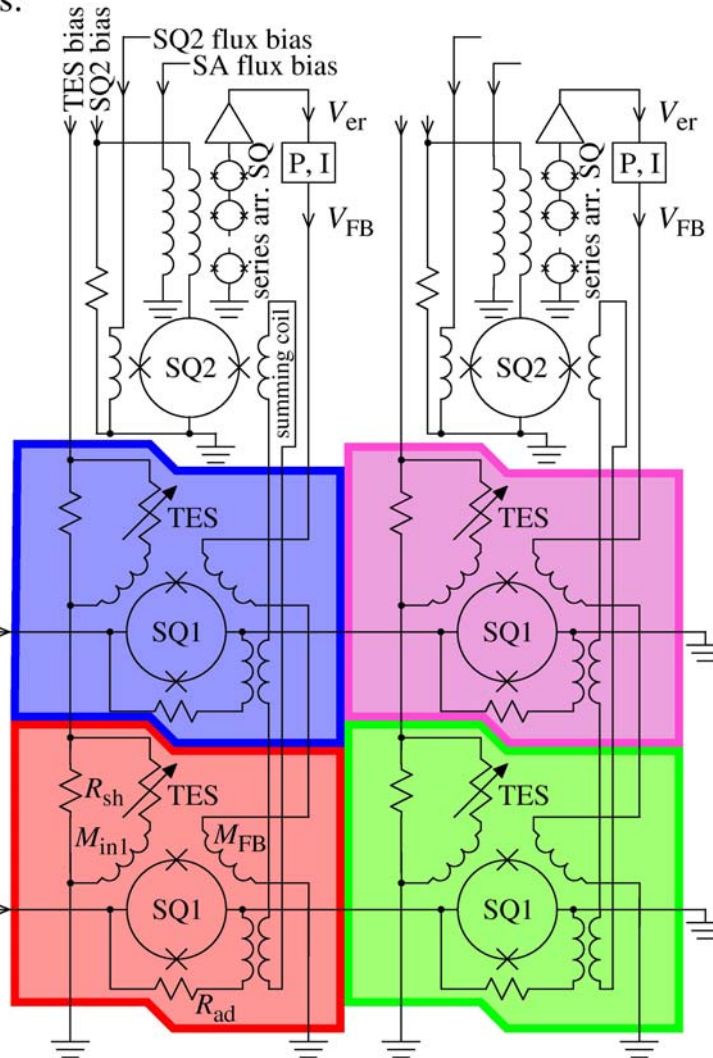 s.
TES bias
SQ2 bias
SQ2 flux bias
SA flux bias
V_er
P, I
V_FB
series arr. SQ
SQ2
summing coil
V_er
P, I
V_FB
series arr. SQ
SQ2
TES
SQ1
TES
SQ1
R_sh
TES
M_in1
M_FB
SQ1
R_ad
TES
SQ1